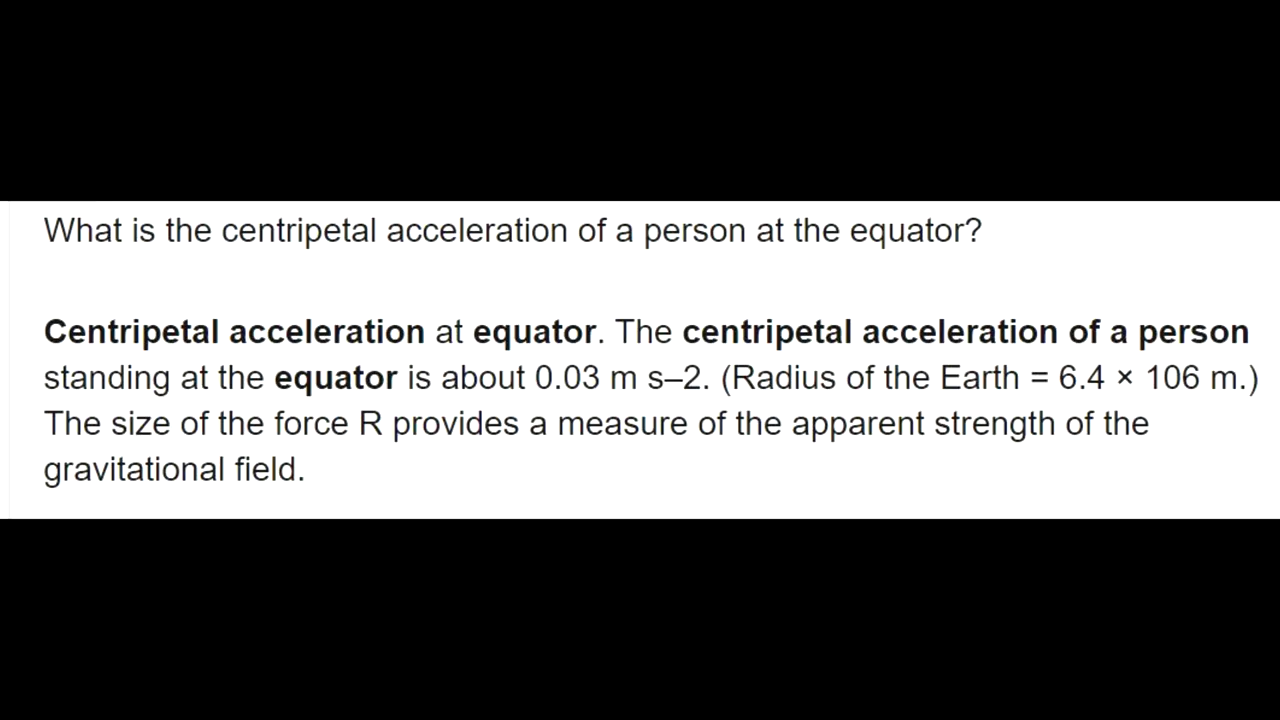 What is the centripetal acceleration of a person at the equator?
Centripetal acceleration at equator. The centripetal acceleration of a person
standing at the equator is about 0.03 m s–2. (Radius of the Earth = 6.4 × 106 m.)
The size of the force R provides a measure of the apparent strength of the
gravitational field.